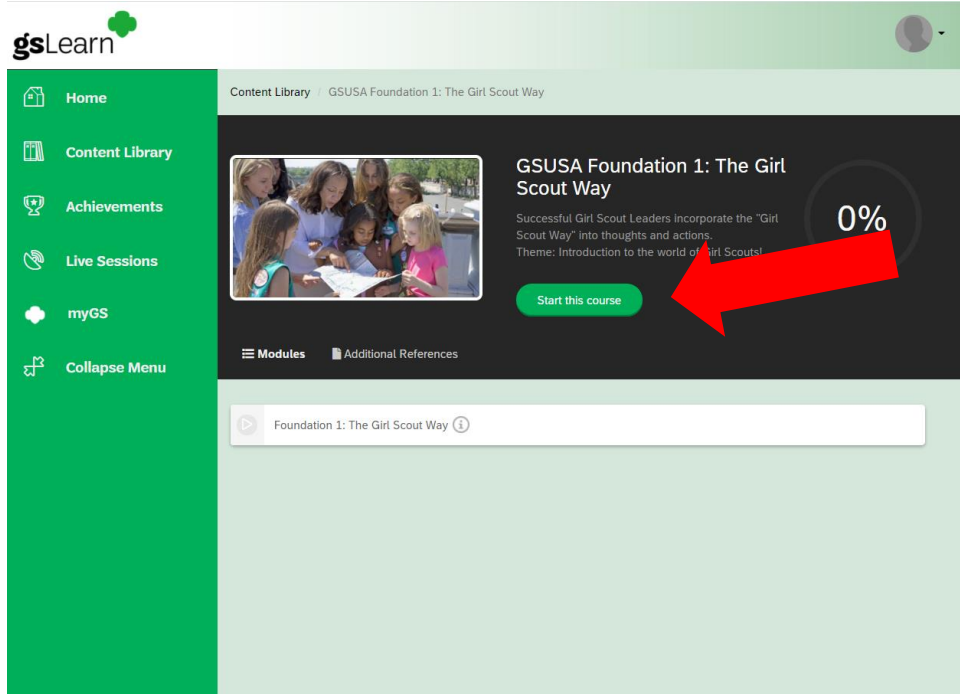 gsLearn
Home
Content Library
Achievements
Live Sessions
myGS
Collapse Menu
Content Library / GSUSA Foundation 1: The Girl Scout Way
GSUSA Foundation 1: The Girl
Scout Way
Successful Girl Scout Leaders incorporate the "Girl
Scout Way" into thoughts and actions.
Theme: Introduction to the world of Girl Scouts!
0%
Start this course
Modules
Additional References
Foundation 1: The Girl Scout Way